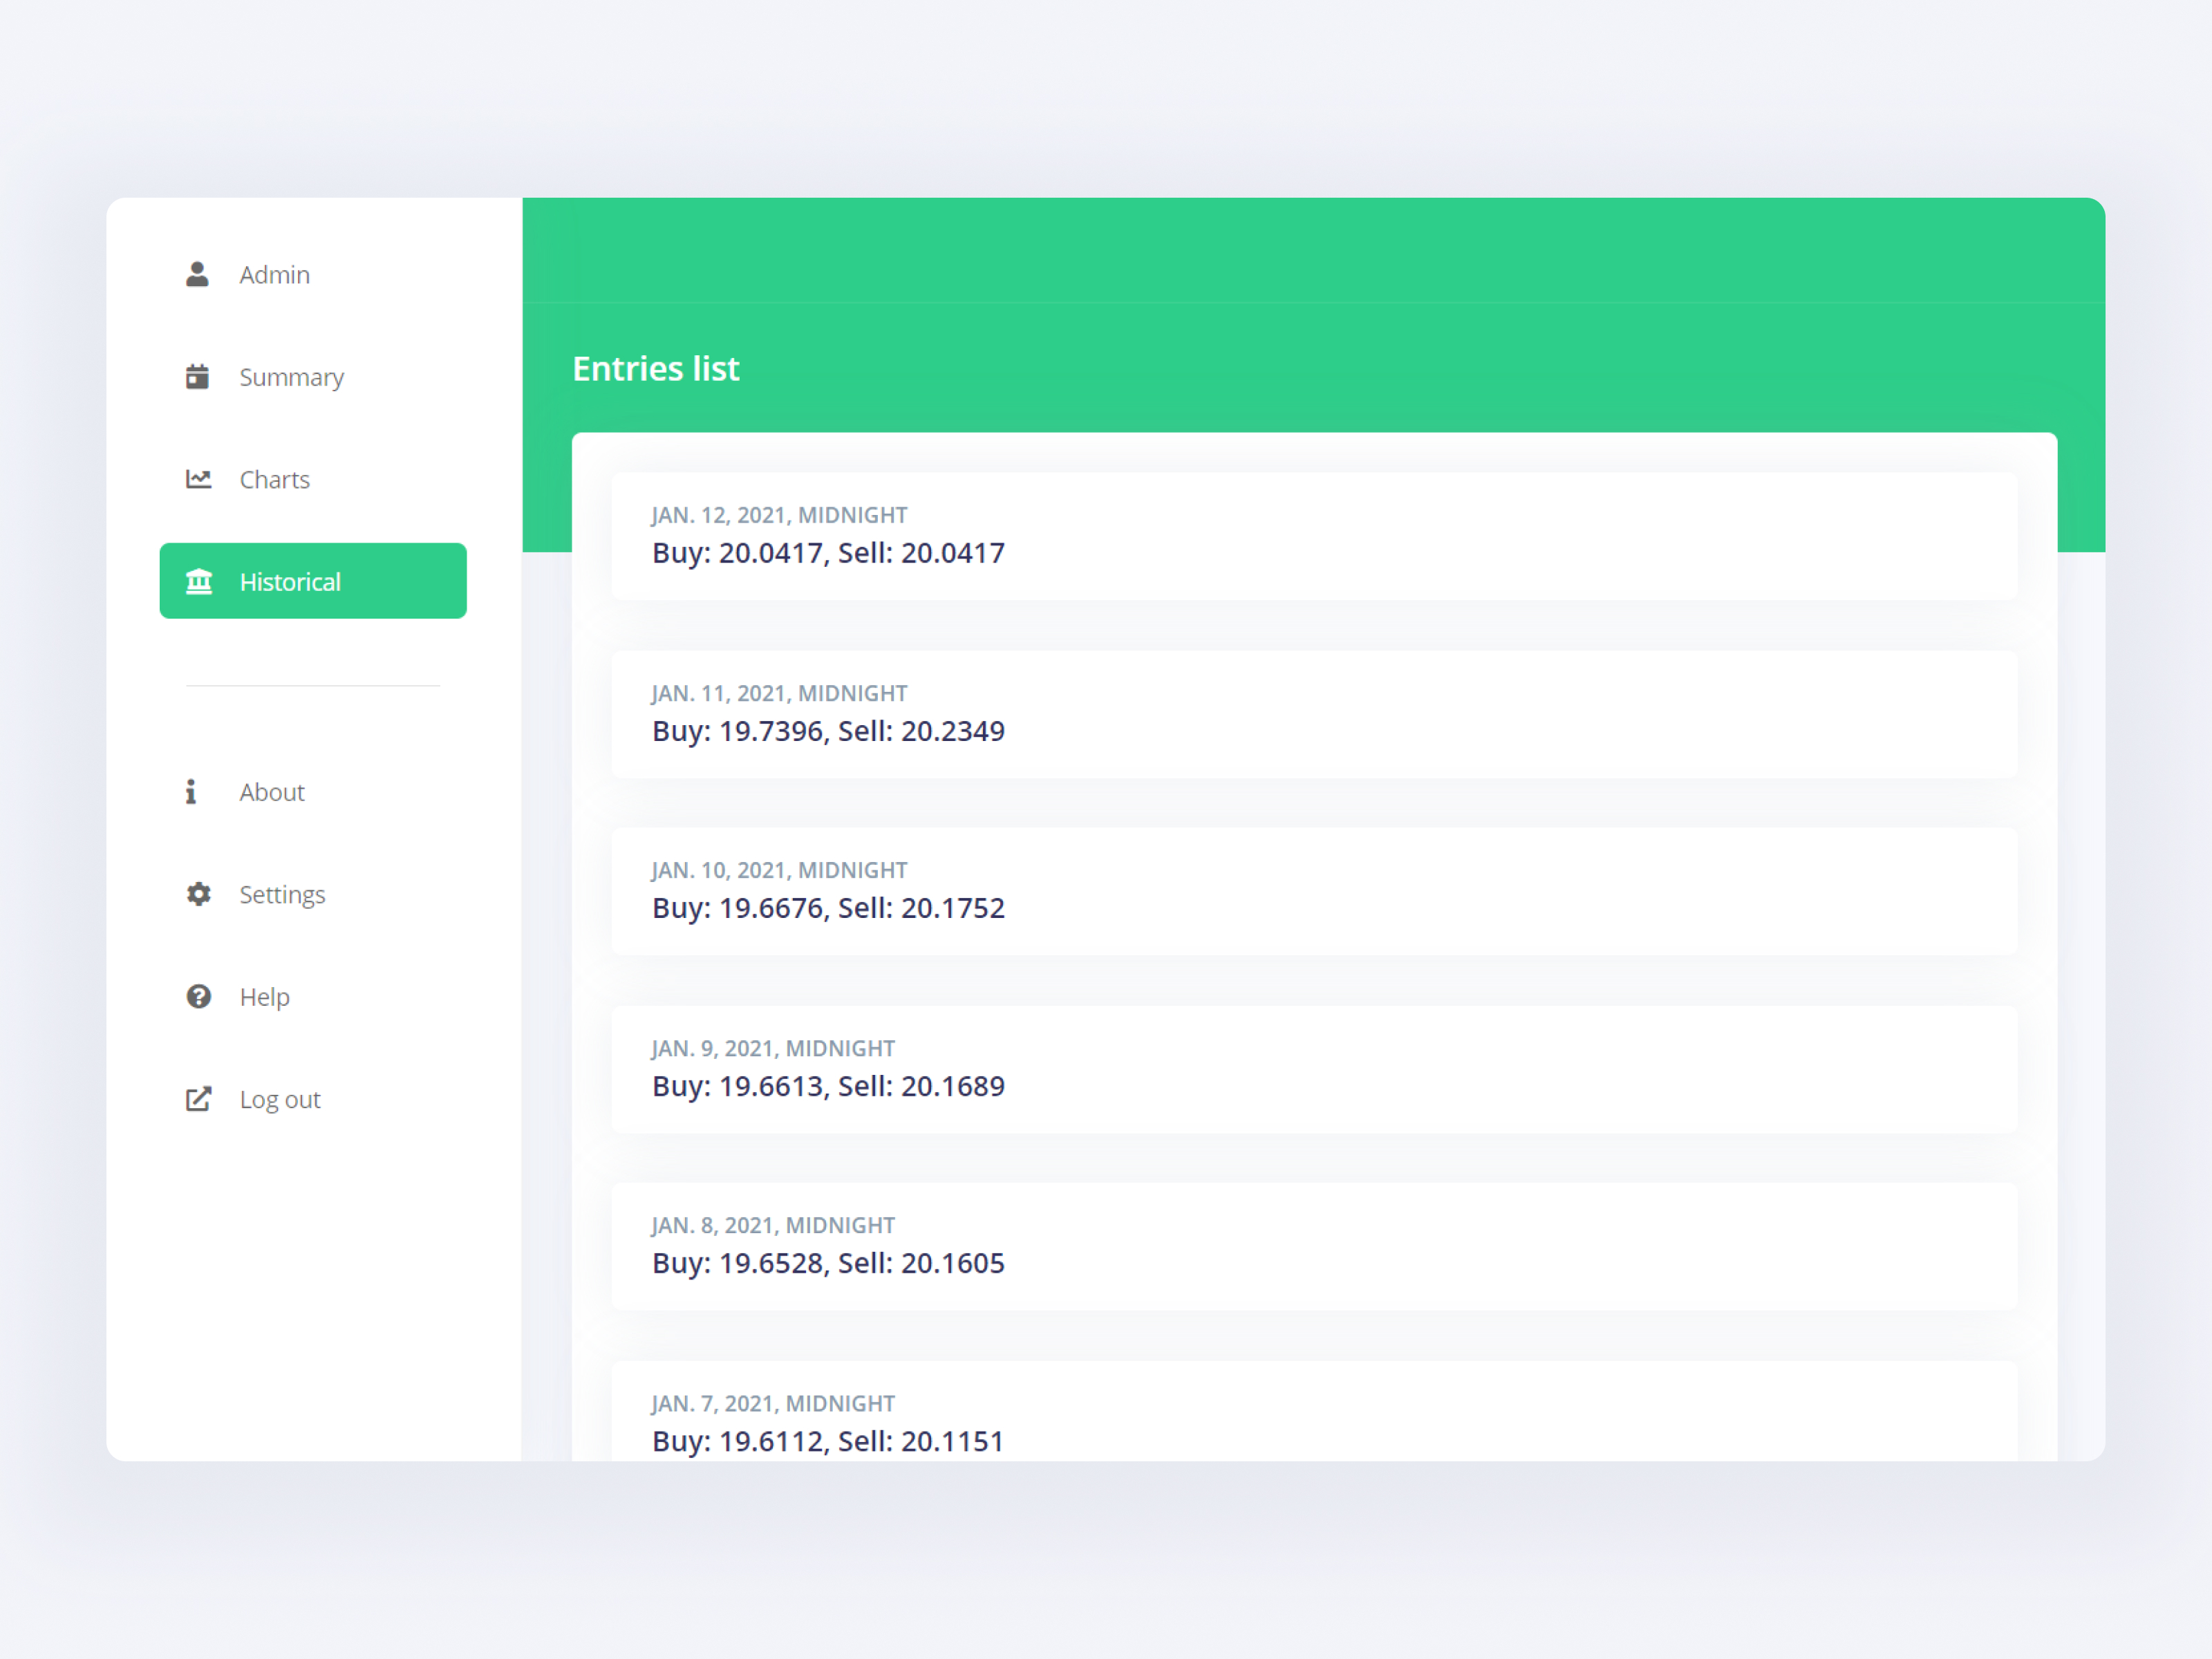 Admin
Summary
Charts
Historical
About
Settings
Help
Log out
Entries list
JAN. 12, 2021, MIDNIGHT
Buy: 20.0417, Sell: 20.0417
JAN. 11, 2021, MIDNIGHT
Buy: 19.7396, Sell: 20.2349
JAN. 10, 2021, MIDNIGHT
Buy: 19.6676, Sell: 20.1752
JAN. 9, 2021, MIDNIGHT
Buy: 19.6613, Sell: 20.1689
JAN. 8, 2021, MIDNIGHT
Buy: 19.6528, Sell: 20.1605
JAN. 7, 2021, MIDNIGHT
Buy: 19.6112, Sell: 20.1151